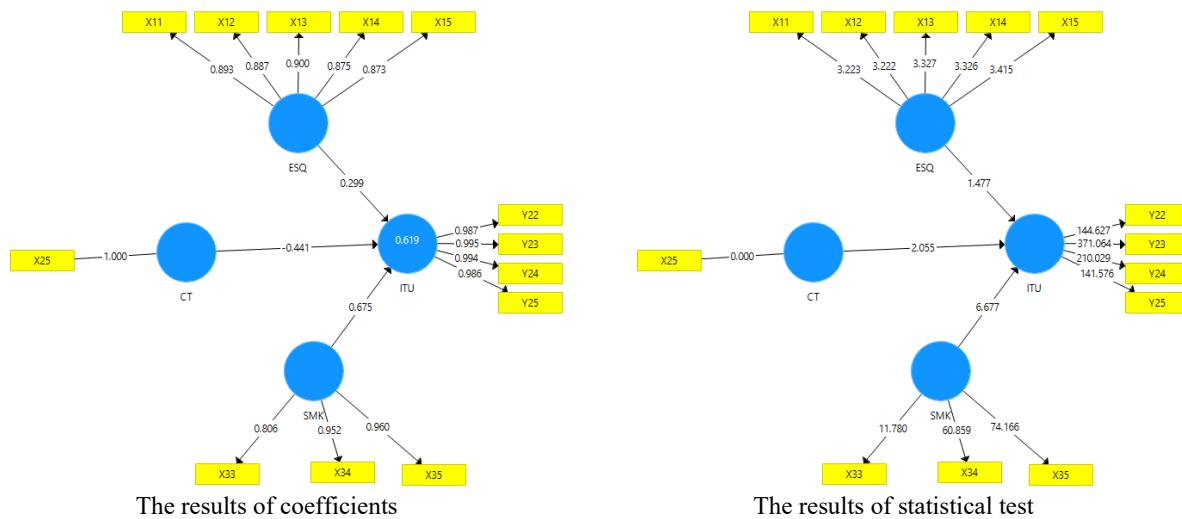 X11 X12 X13 X14 X15
0.893 0.887 0.900 0.875 0.873
ESQ
0.299
X25 1.000 CT -0.441 0.619 ITU
0.987 Y22
0.995 Y23
0.994 Y24
0.986 Y25
0.675
SMK
0.806 0.952 0.960
X33 X34 X35
The results of coefficients
X11 X12 X13 X14 X15
3.223 3.222 3.327 3.326 3.415
ESQ
1.477
X25 0.000 CT 2.055 ITU
144.627 Y22
371.064 Y23
210.029 Y24
141.576 Y25
6.677
SMK
11.780 60.859 74.166
X33 X34 X35
The results of statistical test